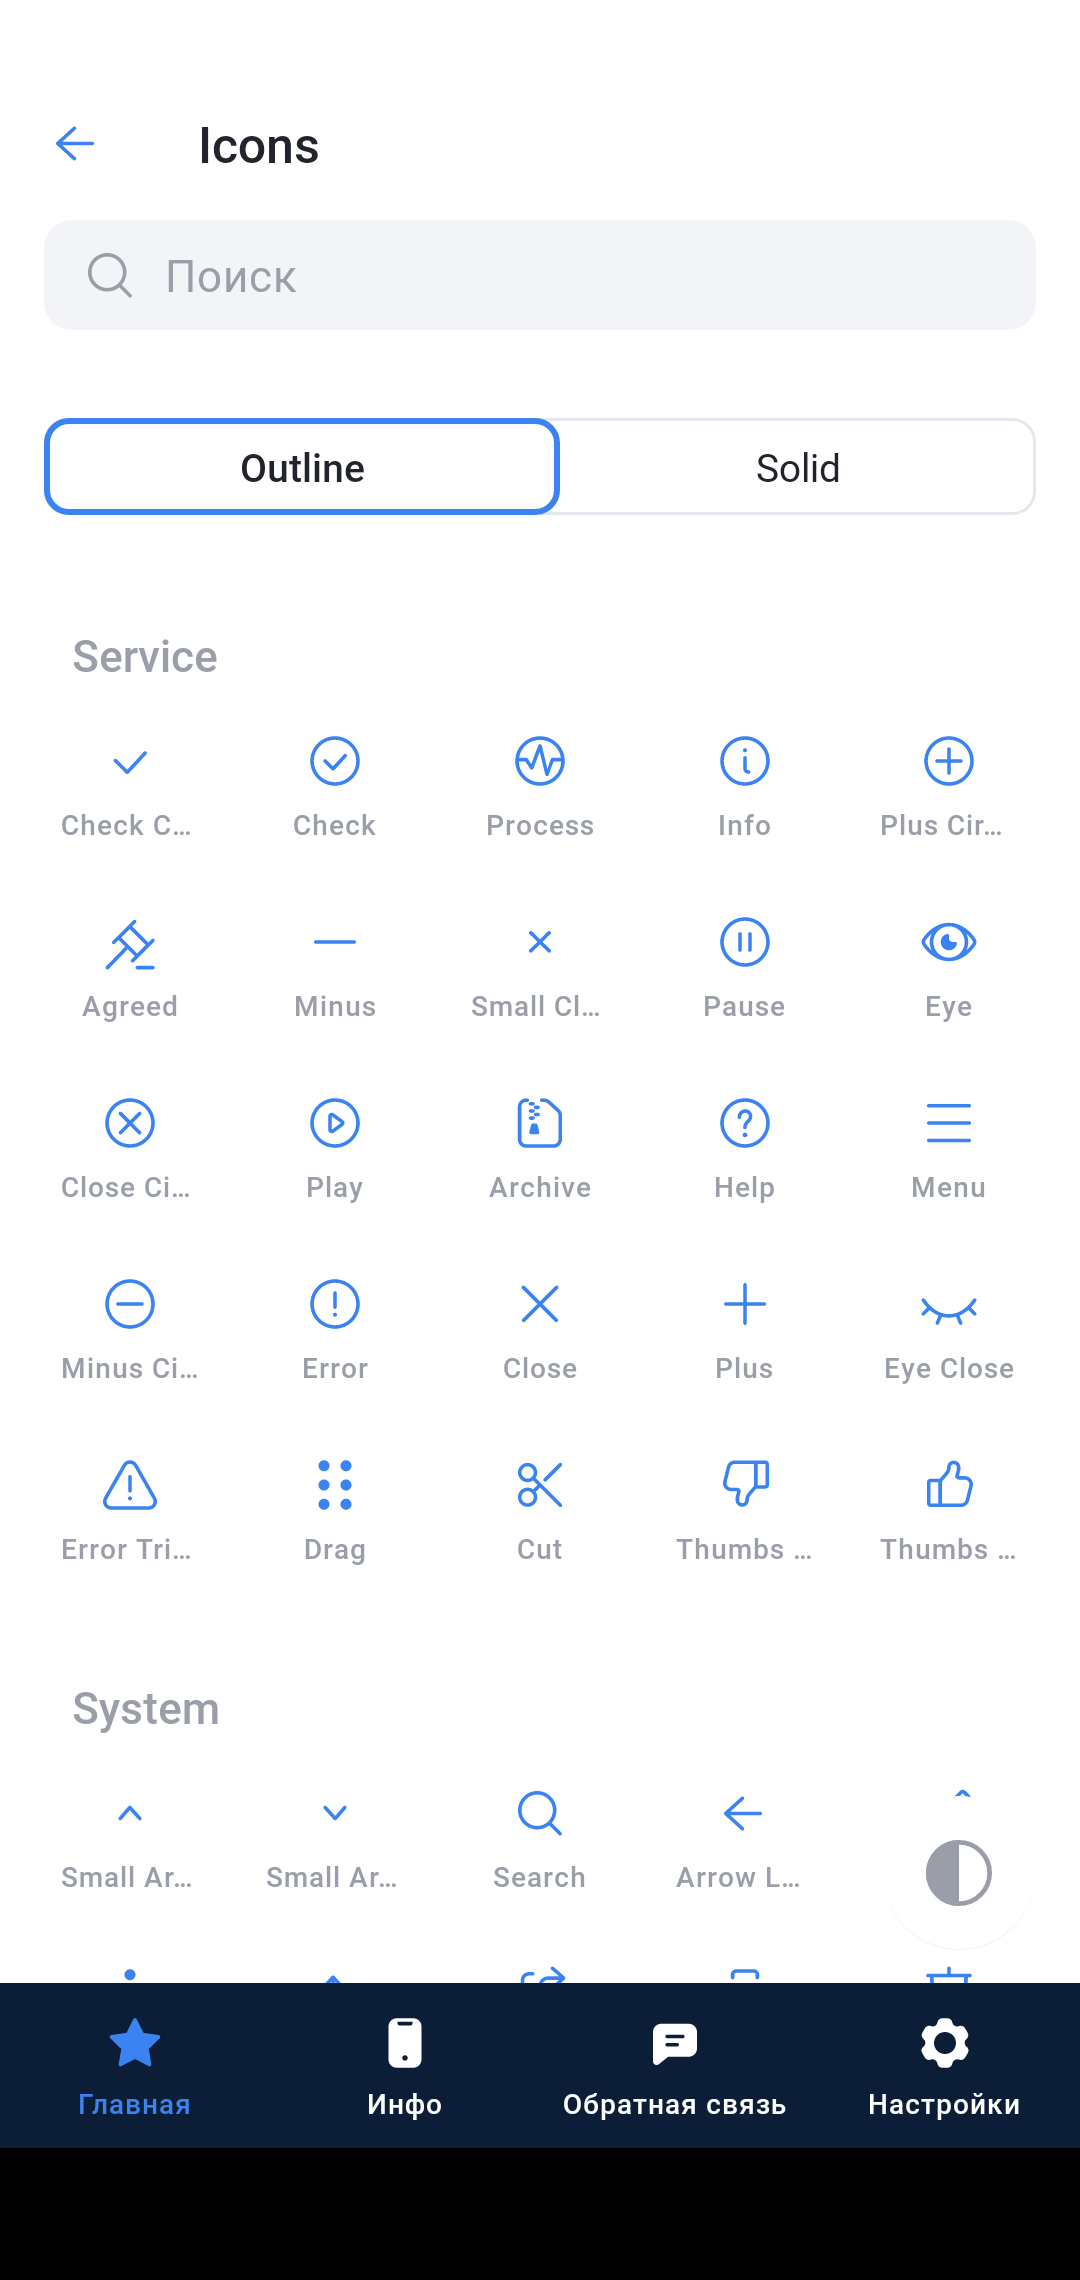 Icons
Поиск
Outline Solid
Service
Check C... Check Process Info Plus Cir...
Agreed Minus Small Cl... Pause Eye
Close Ci... Play Archive Help Menu
Minus Ci... Error Close Plus Eye Close
Error Tri... Drag Cut Thumbs ... Thumbs ...
System
Small Ar... Small Ar... Search Arrow L...
Главная Инфо Обратная связь Настройки